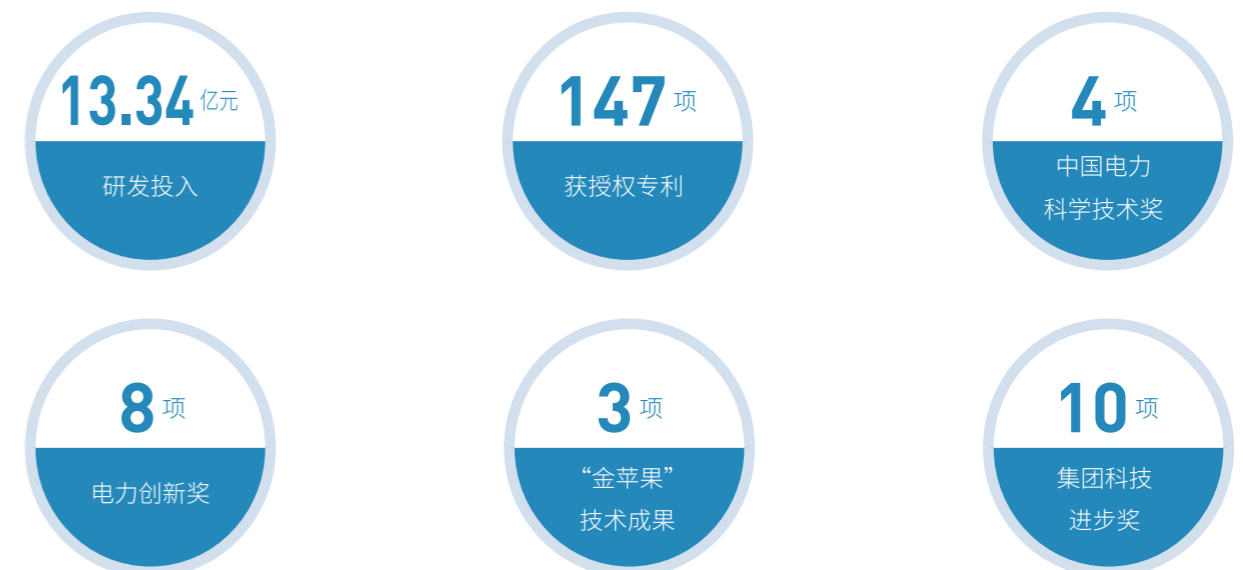 13.34 亿元
研发投入
147 项
获授权专利
4 项
中国电力
科学技术奖
8 项
电力创新奖
3 项
“金苹果”
技术成果
10 项
集团科技
进步奖